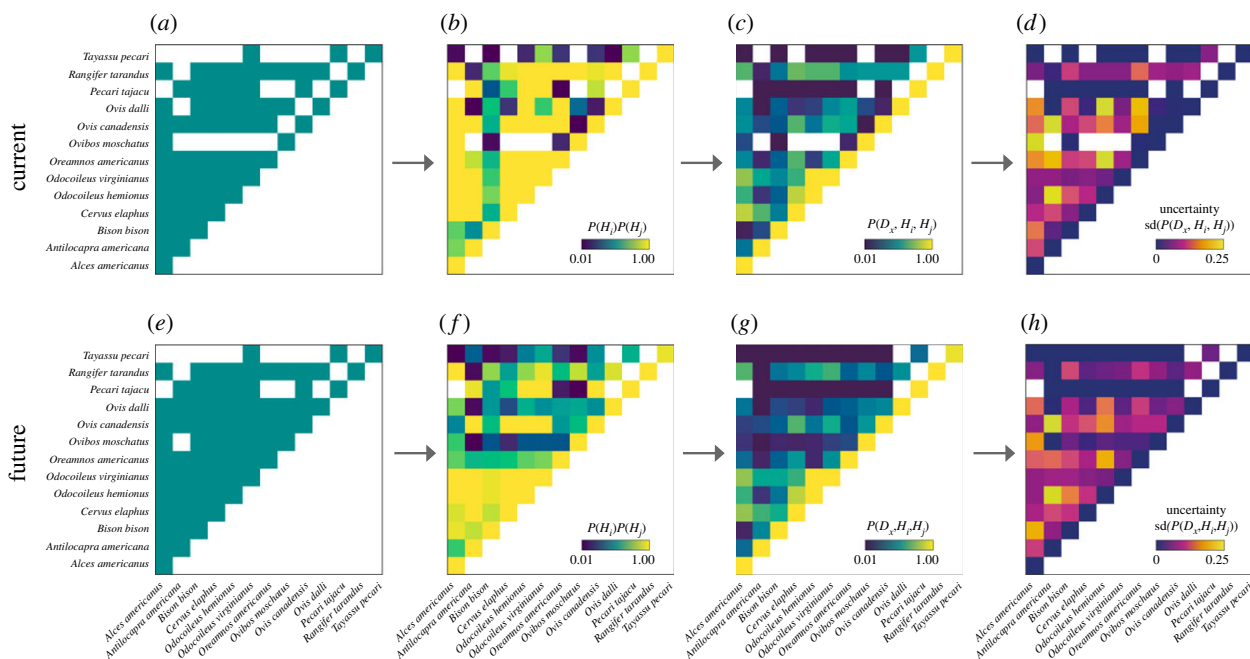 (a)
(b)
(c)
(d)
current
Tayassu pecari
Rangifer tarandus
Pecari tajacu
Ovis dalli
Ovis canadensis
Ovibos moschatus
Oreamnos americanus
Odocoileus virginianus
Odocoileus hemionus
Cervus elaphus
Bison bison
Antilocapra americana
Alces americanus
P(Hi)P(Hj)
0.01 1.00
P(Dx, Hi, Hj)
0.01 1.00
uncertainty
sd(P(Dx, Hi, Hj))
0 0.25
(e)
(f)
(g)
(h)
future
Tayassu pecari
Rangifer tarandus
Pecari tajacu
Ovis dalli
Ovis canadensis
Ovibos moschatus
Oreamnos americanus
Odocoileus virginianus
Odocoileus hemionus
Cervus elaphus
Bison bison
Antilocapra americana
Alces americanus
P(Hi)P(Hj)
0.01 1.00
P(Dx,Hi,Hj)
0.01 1.00
uncertainty
sd(P(Dx,Hi,Hj))
0 0.25
Alces americanus
Antilocapra americana
Bison bison
Cervus elaphus
Odocoileus hemionus
Odocoileus virginianus
Oreamnos americanus
Ovibos moschatus
Ovis canadensis
Ovis dalli
Pecari tajacu
Rangifer tarandus
Tayassu pecari
Alces americanus
Antilocapra americana
Bison bison
Cervus elaphus
Odocoileus hemionus
Odocoileus virginianus
Oreamnos americanus
Ovibos moschatus
Ovis canadensis
Ovis dalli
Pecari tajacu
Rangifer tarandus
Tayassu pecari
Alces americanus
Antilocapra americana
Bison bison
Cervus elaphus
Odocoileus hemionus
Odocoileus virginianus
Oreamnos americanus
Ovibos moschatus
Ovis canadensis
Ovis dalli
Pecari tajacu
Rangifer tarandus
Tayassu pecari
Alces americanus
Antilocapra americana
Bison bison
Cervus elaphus
Odocoileus hemionus
Odocoileus virginianus
Oreamnos americanus
Ovibos moschatus
Ovis canadensis
Ovis dalli
Pecari tajacu
Rangifer tarandus
Tayassu pecari